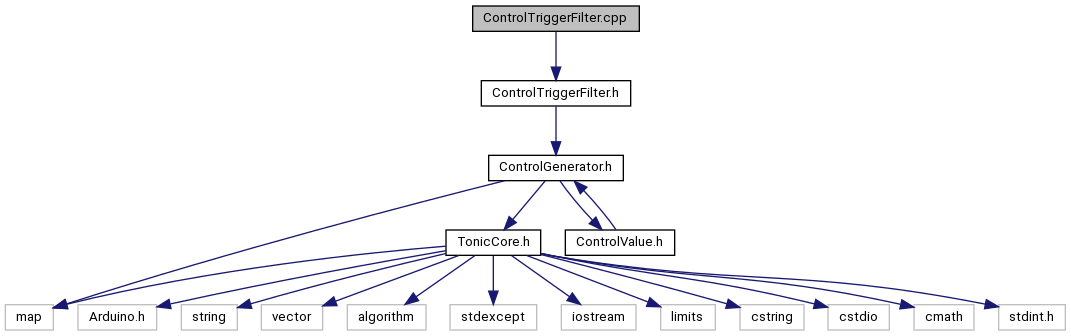 ControlTriggerFilter.cpp
ControlTriggerFilter.h
ControlGenerator.h
TonicCore.h
ControlValue.h
map
Arduino.h
string
vector
algorithm
stdexcept
iostream
limits
cstring
cstdio
cmath
stdint.h